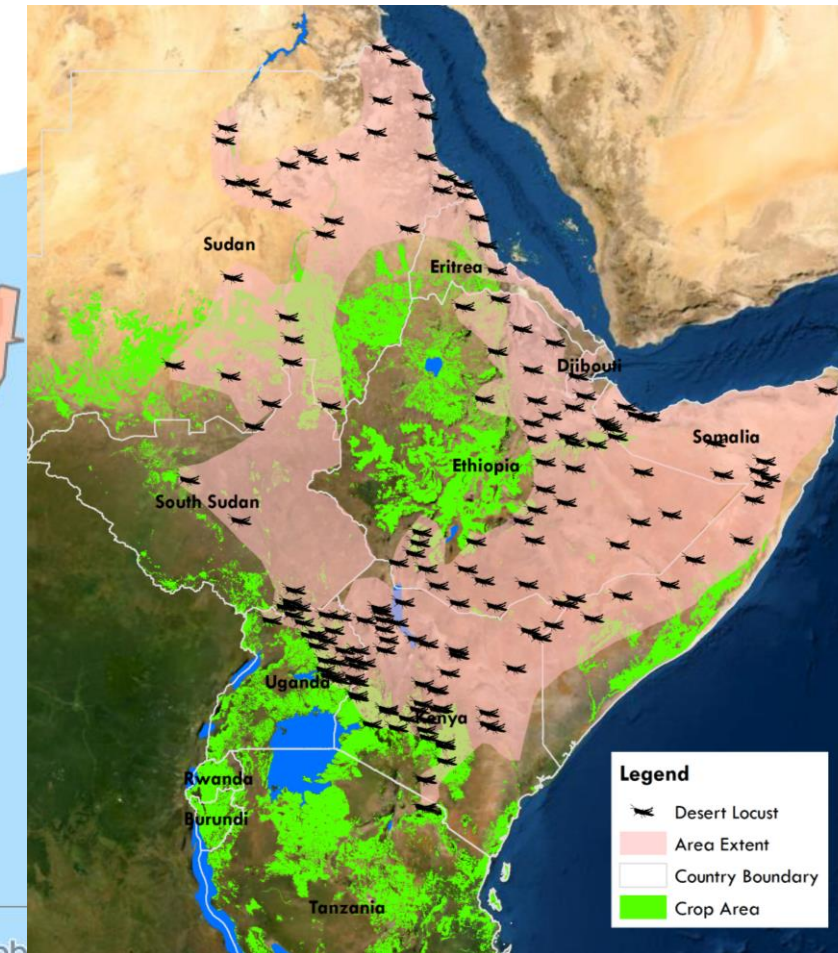 Sudan
Eritrea
Djibouti
Somalia
Ethiopia
South Sudan
Uganda
Kenya
Rwanda
Burundi
Tanzania
Legend
Desert Locust
Area Extent
Country Boundary
Crop Area